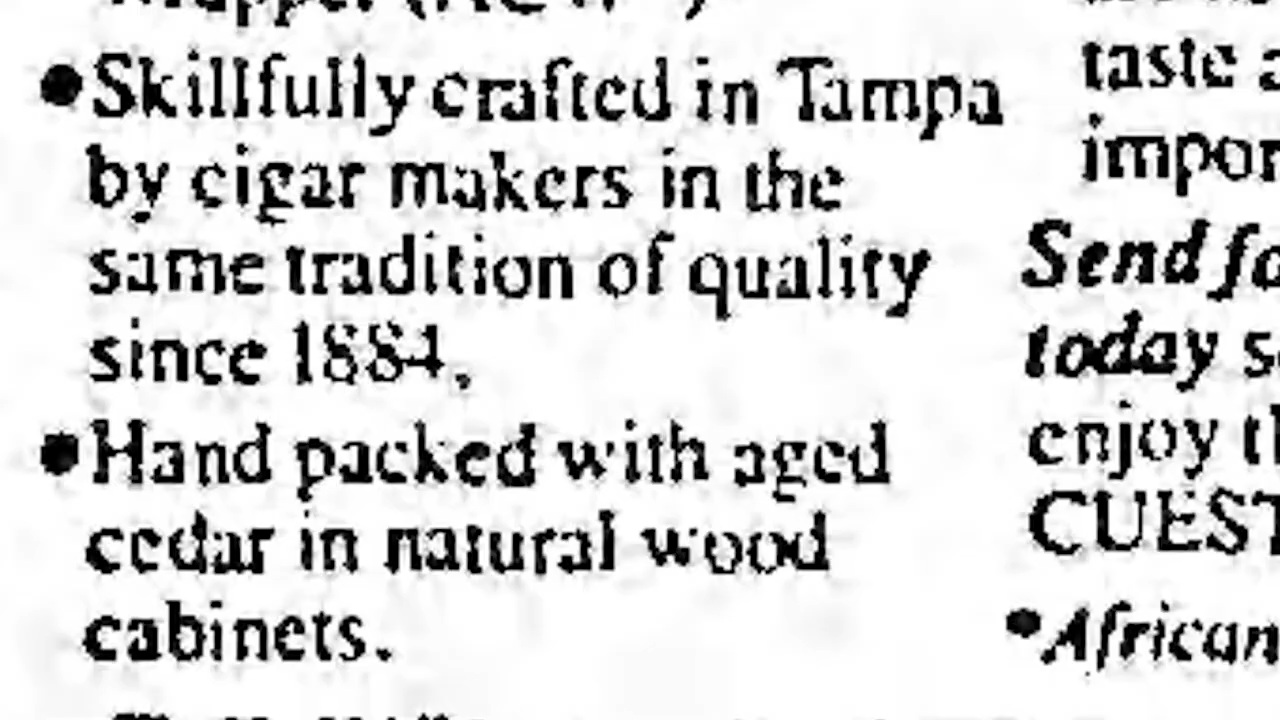 ●Skillfully crafted in Tampa
by cigar makers in the
same tradition of quality
since 1884.
●Hand packed with aged
cedar in natural wood
cabinets.
taste
Send
today
enjoy
•African